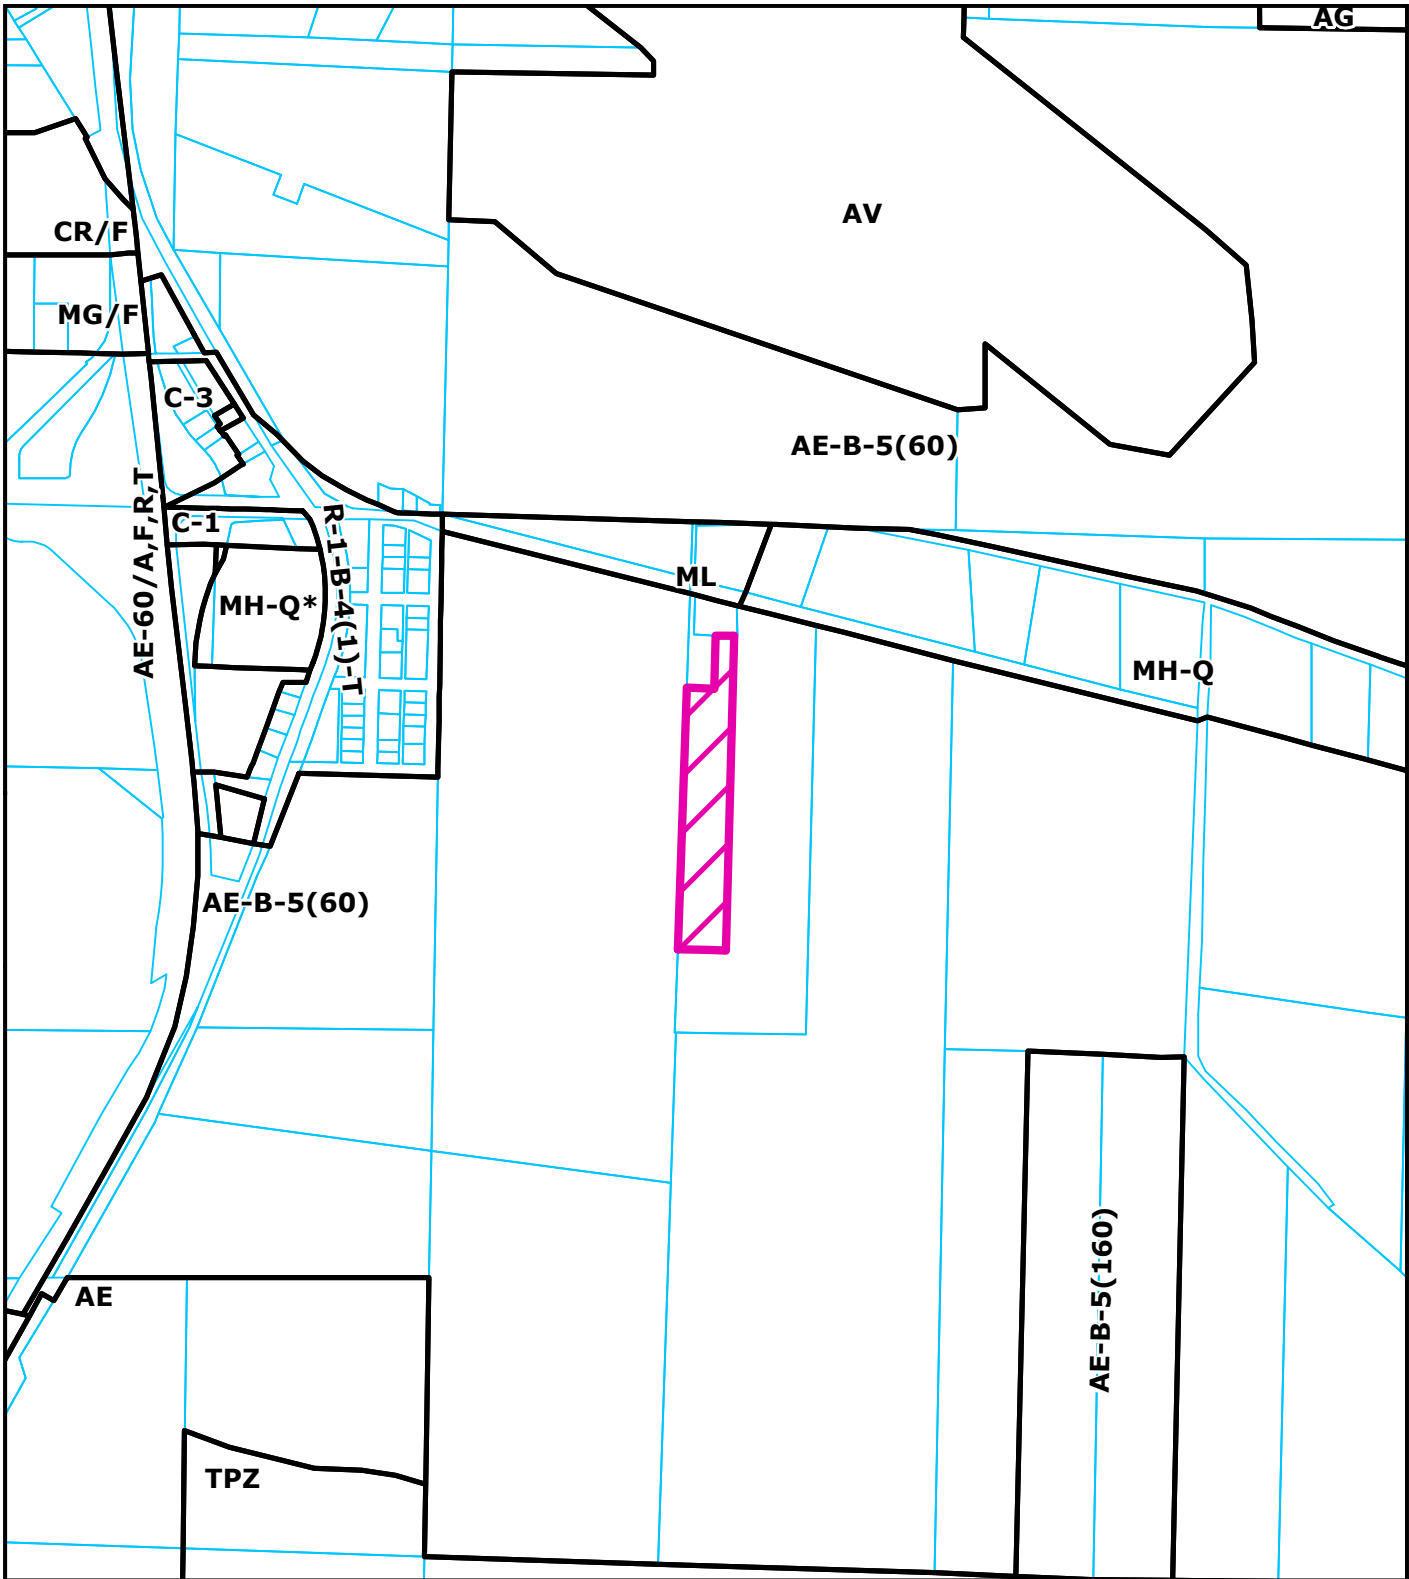 AG
AV
CR/F
MG/F
C-3
AE-B-5(60)
AE-60/A,F,R,T
C-1
R-1-B-4(1)-T
ML
MH-Q*
MH-Q
AE-B-5(60)
AE-B-5(160)
AE
TPZ